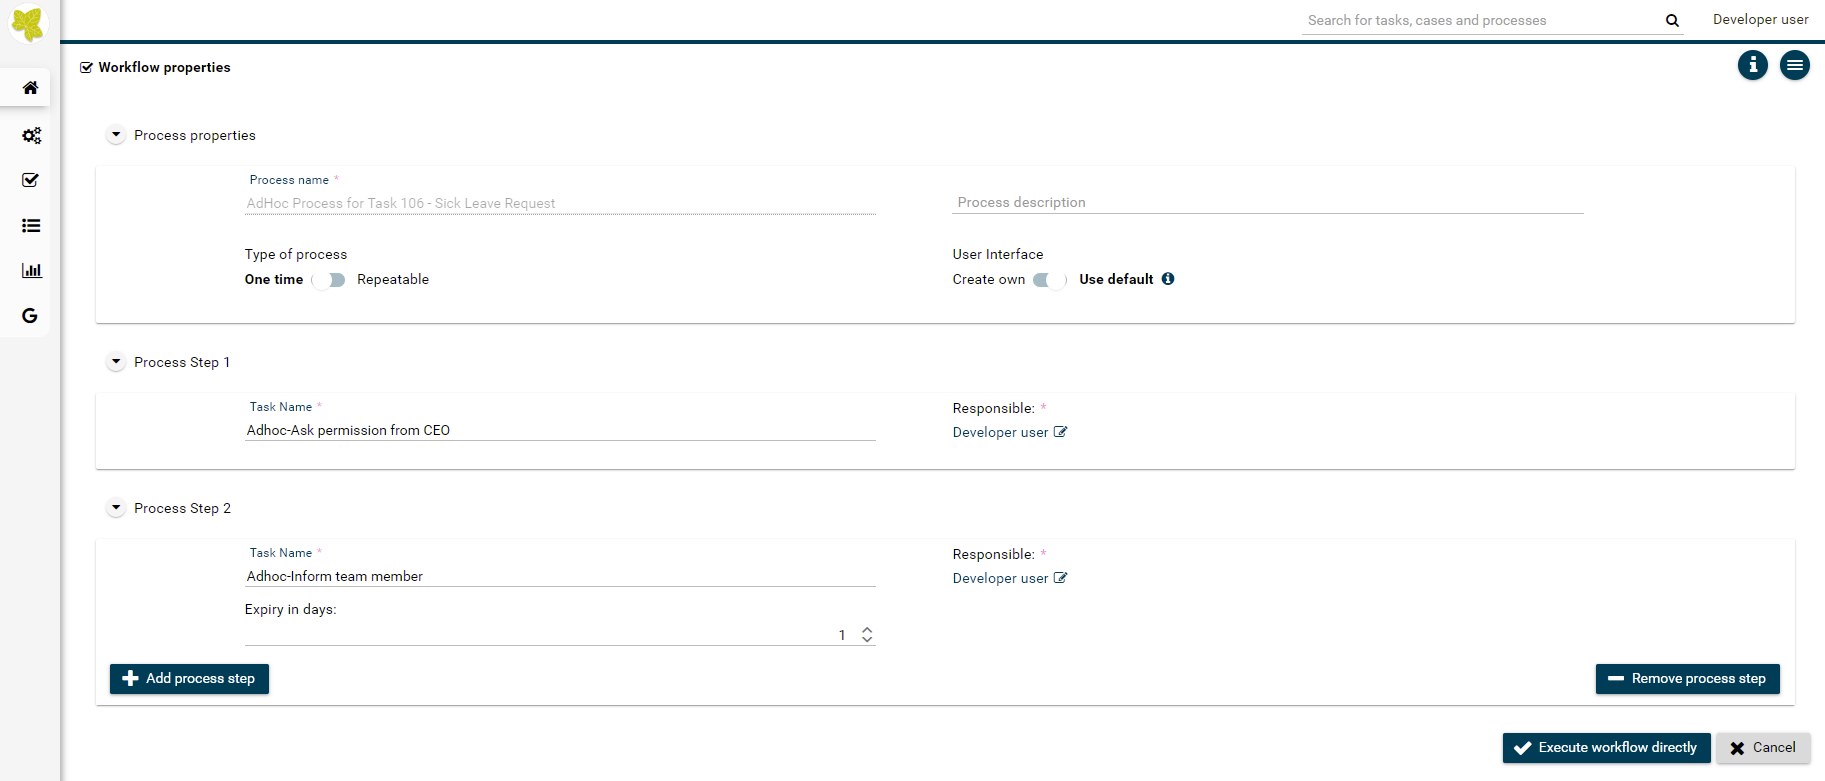 Search for tasks, cases and processes
Developer user
Workflow properties
Process properties
Process name *
AdHoc Process for Task 106 - Sick Leave Request
Process description
Type of process
One time Repeatable
User Interface
Create own Use default
Process Step 1
Task Name *
Adhoc-Ask permission from CEO
Responsible: *
Developer user
Process Step 2
Task Name *
Adhoc-Inform team member
Responsible: *
Developer user
Expiry in days:
1
Add process step
Remove process step
Execute workflow directly
Cancel